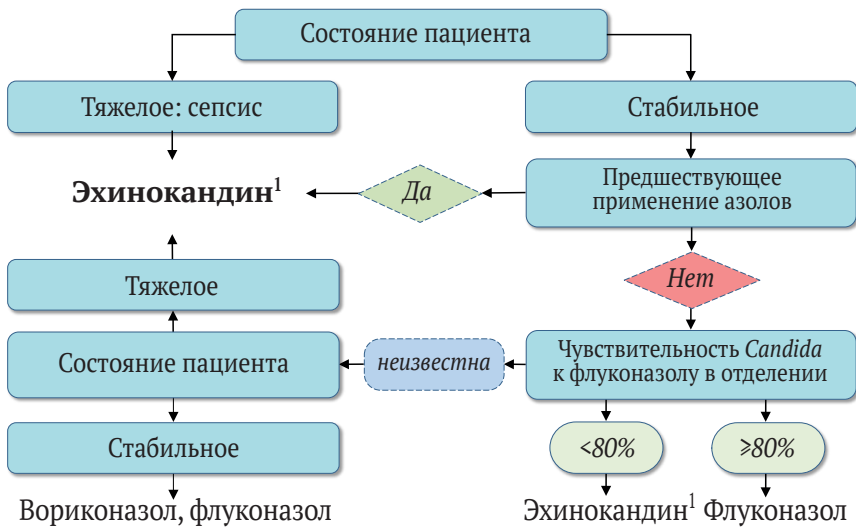 Состояние пациента
Тяжелое: сепсис
Стабильное
Эхинокандин¹
Да
Предшествующее
применение азолов
Нет
Тяжелое
Состояние пациента
неизвестна
Чувствительность Candida
к флуконазолу в отделении
Стабильное
<80%
⩾80%
Вориконазол, флуконазол
Эхинокандин¹
Флуконазол